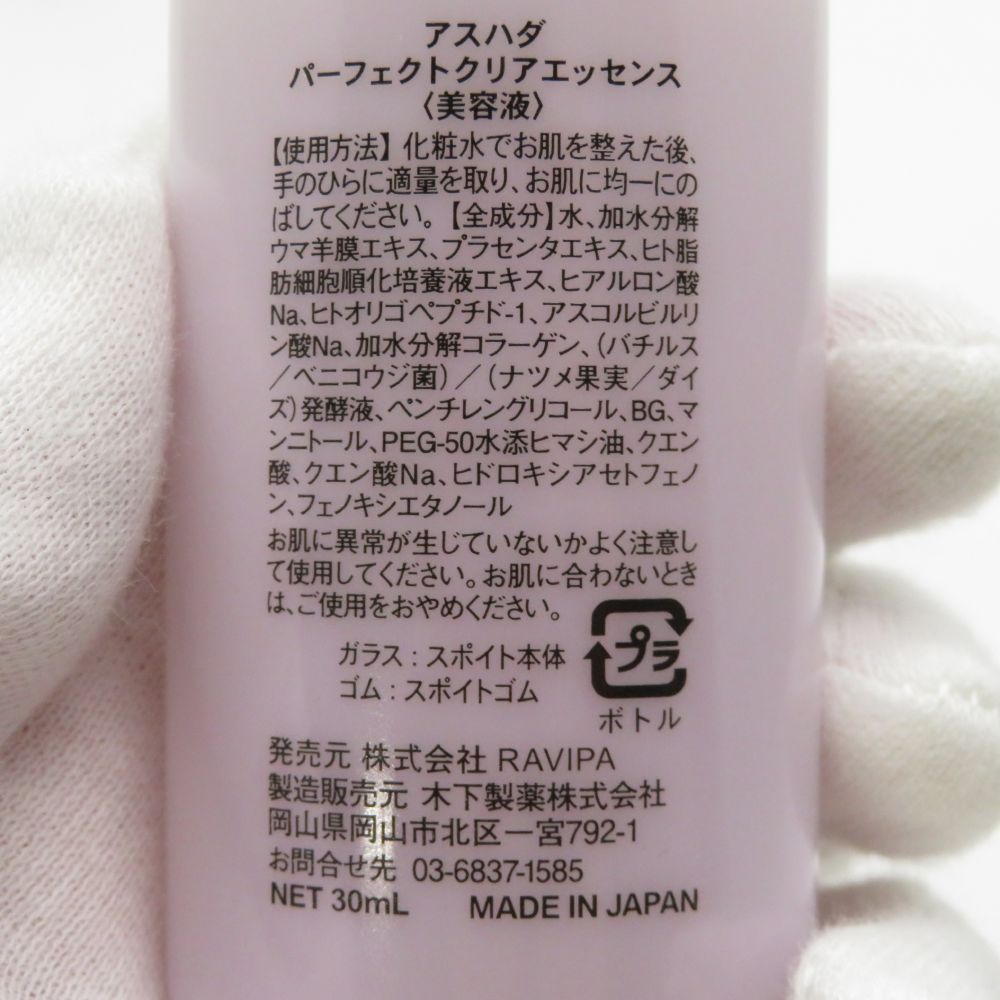 アスハダ
パーフェクトクリアエッセンス
〈美容液〉
【使用方法】化粧水でお肌を整えた後、
手のひらに適量を取り、お肌に均一にの
ばしてください。【全成分】水、加水分解
ウマ羊膜エキス、プラセンタエキス、ヒト脂
肪細胞順化培養液エキス、ヒアルロン酸
Na、ヒトオリゴペプチド-1、アスコルビルリ
ン酸Na、加水分解コラーゲン、(バチルス
/ベニコウジ菌)/(ナツメ果実/ダイ
ズ)発酵液、ペンチレングリコール、BG、マ
ンニトール、PEG-50水添ヒマシ油、クエン
酸、クエン酸Na、ヒドロキシアセトフェノ
ン、フェノキシエタノール
お肌に異常が生じていないかよく注意し
て使用してください。お肌に合わないとき
は、ご使用をおやめください。
ガラス:スポイト本体
ゴム:スポイトゴム
プラ
ボトル
発売元 株式会社 RAVIPA
製造販売元 木下製薬株式会社
岡山県岡山市北区一宮792-1
お問合せ先 03-6837-1585
NET 30mL MADE IN JAPAN